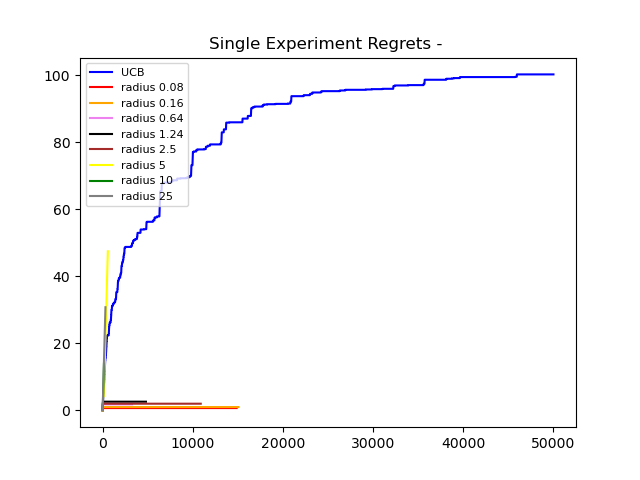 Single Experiment Regrets -
100
80
60
40
20
0
UCB
radius 0.08
radius 0.16
radius 0.64
radius 1.24
radius 2.5
radius 5
radius 10
radius 25
0 10000 20000 30000 40000 50000